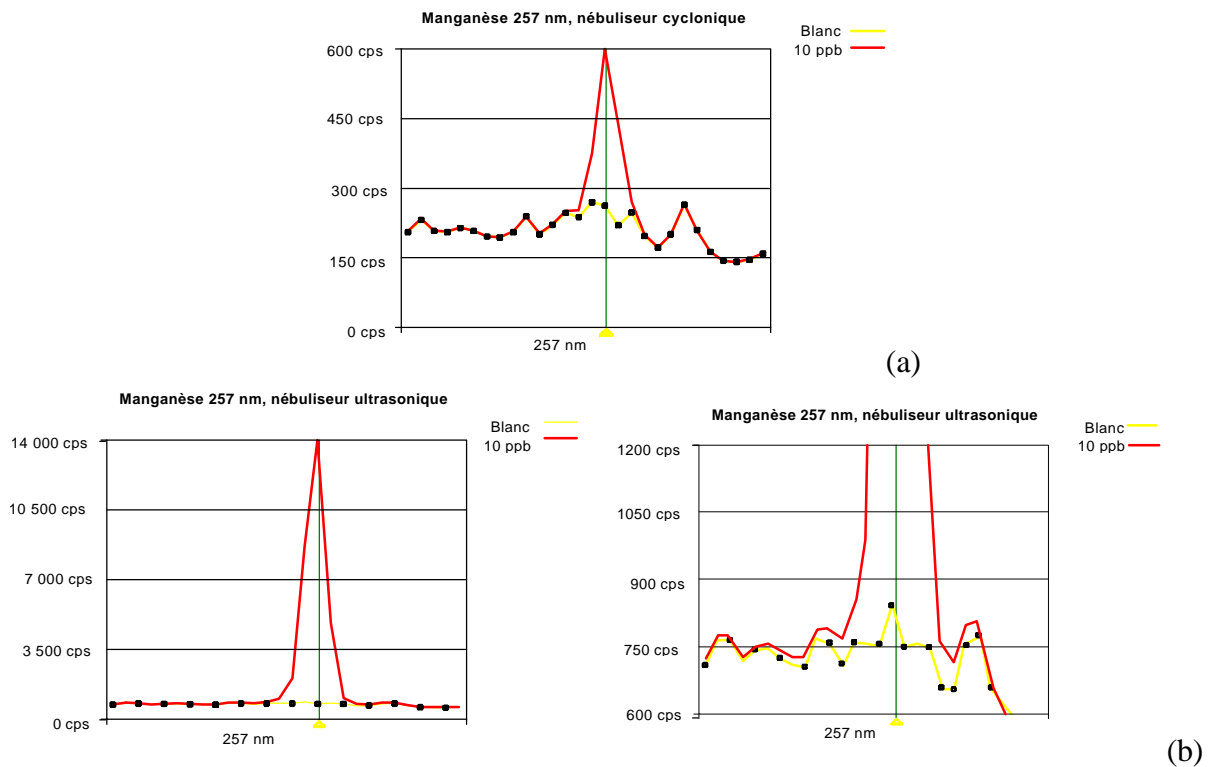 Manganèse 257 nm, nébuliseur cyclonique
Blanc
10 ppb
600 cps
450 cps
300 cps
150 cps
0 cps
257 nm
(a)
Manganèse 257 nm, nébuliseur ultrasonique
Blanc
10 ppb
14 000 cps
10 500 cps
7 000 cps
3 500 cps
0 cps
257 nm
Manganèse 257 nm, nébuliseur ultrasonique
Blanc
10 ppb
1200 cps
1050 cps
900 cps
750 cps
600 cps
257 nm
(b)